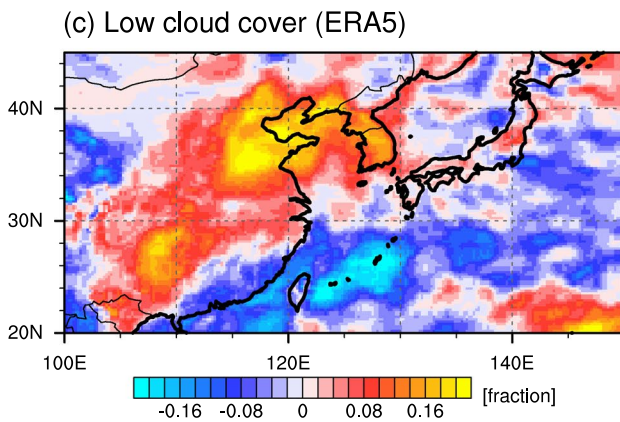 (c) Low cloud cover (ERA5)
40N
30N
20N
100E 120E 140E
-0.16 -0.08 0 0.08 0.16 [fraction]